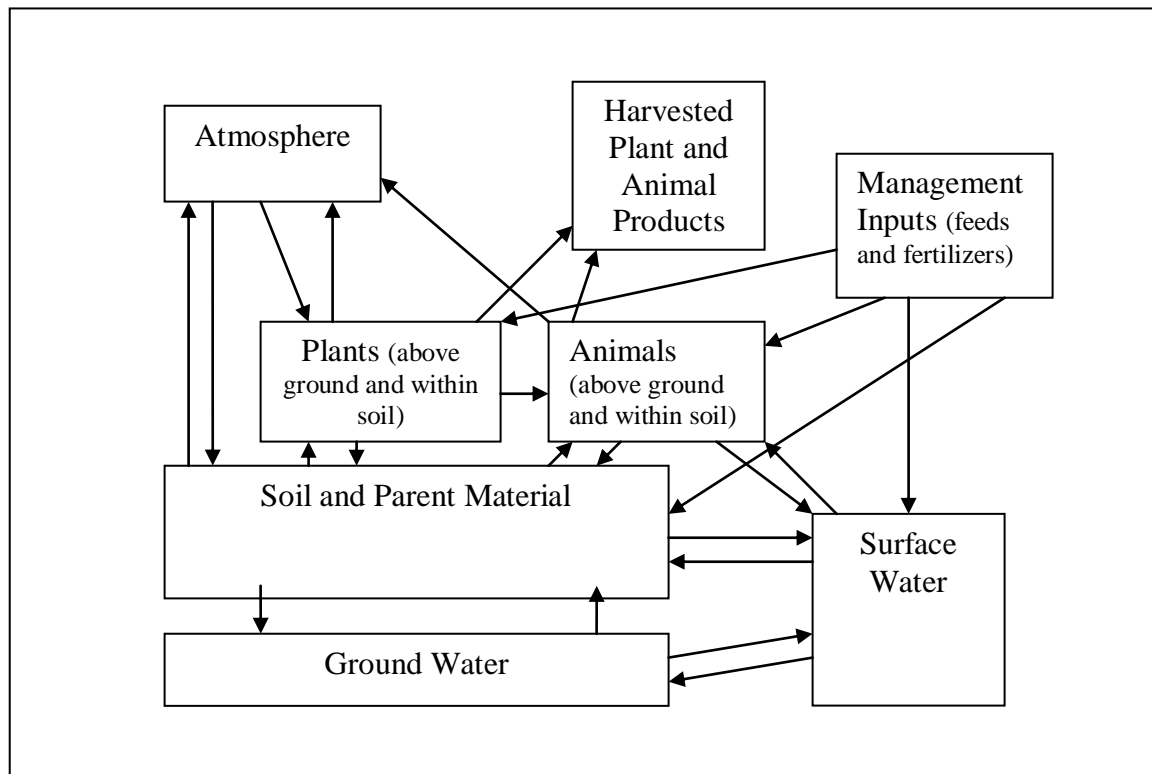 Atmosphere
Harvested
Plant and
Animal
Products
Management
Inputs (feeds
and fertilizers)
Plants (above
ground and within
soil)
Animals
(above ground
and within soil)
Soil and Parent Material
Surface
Water
Ground Water